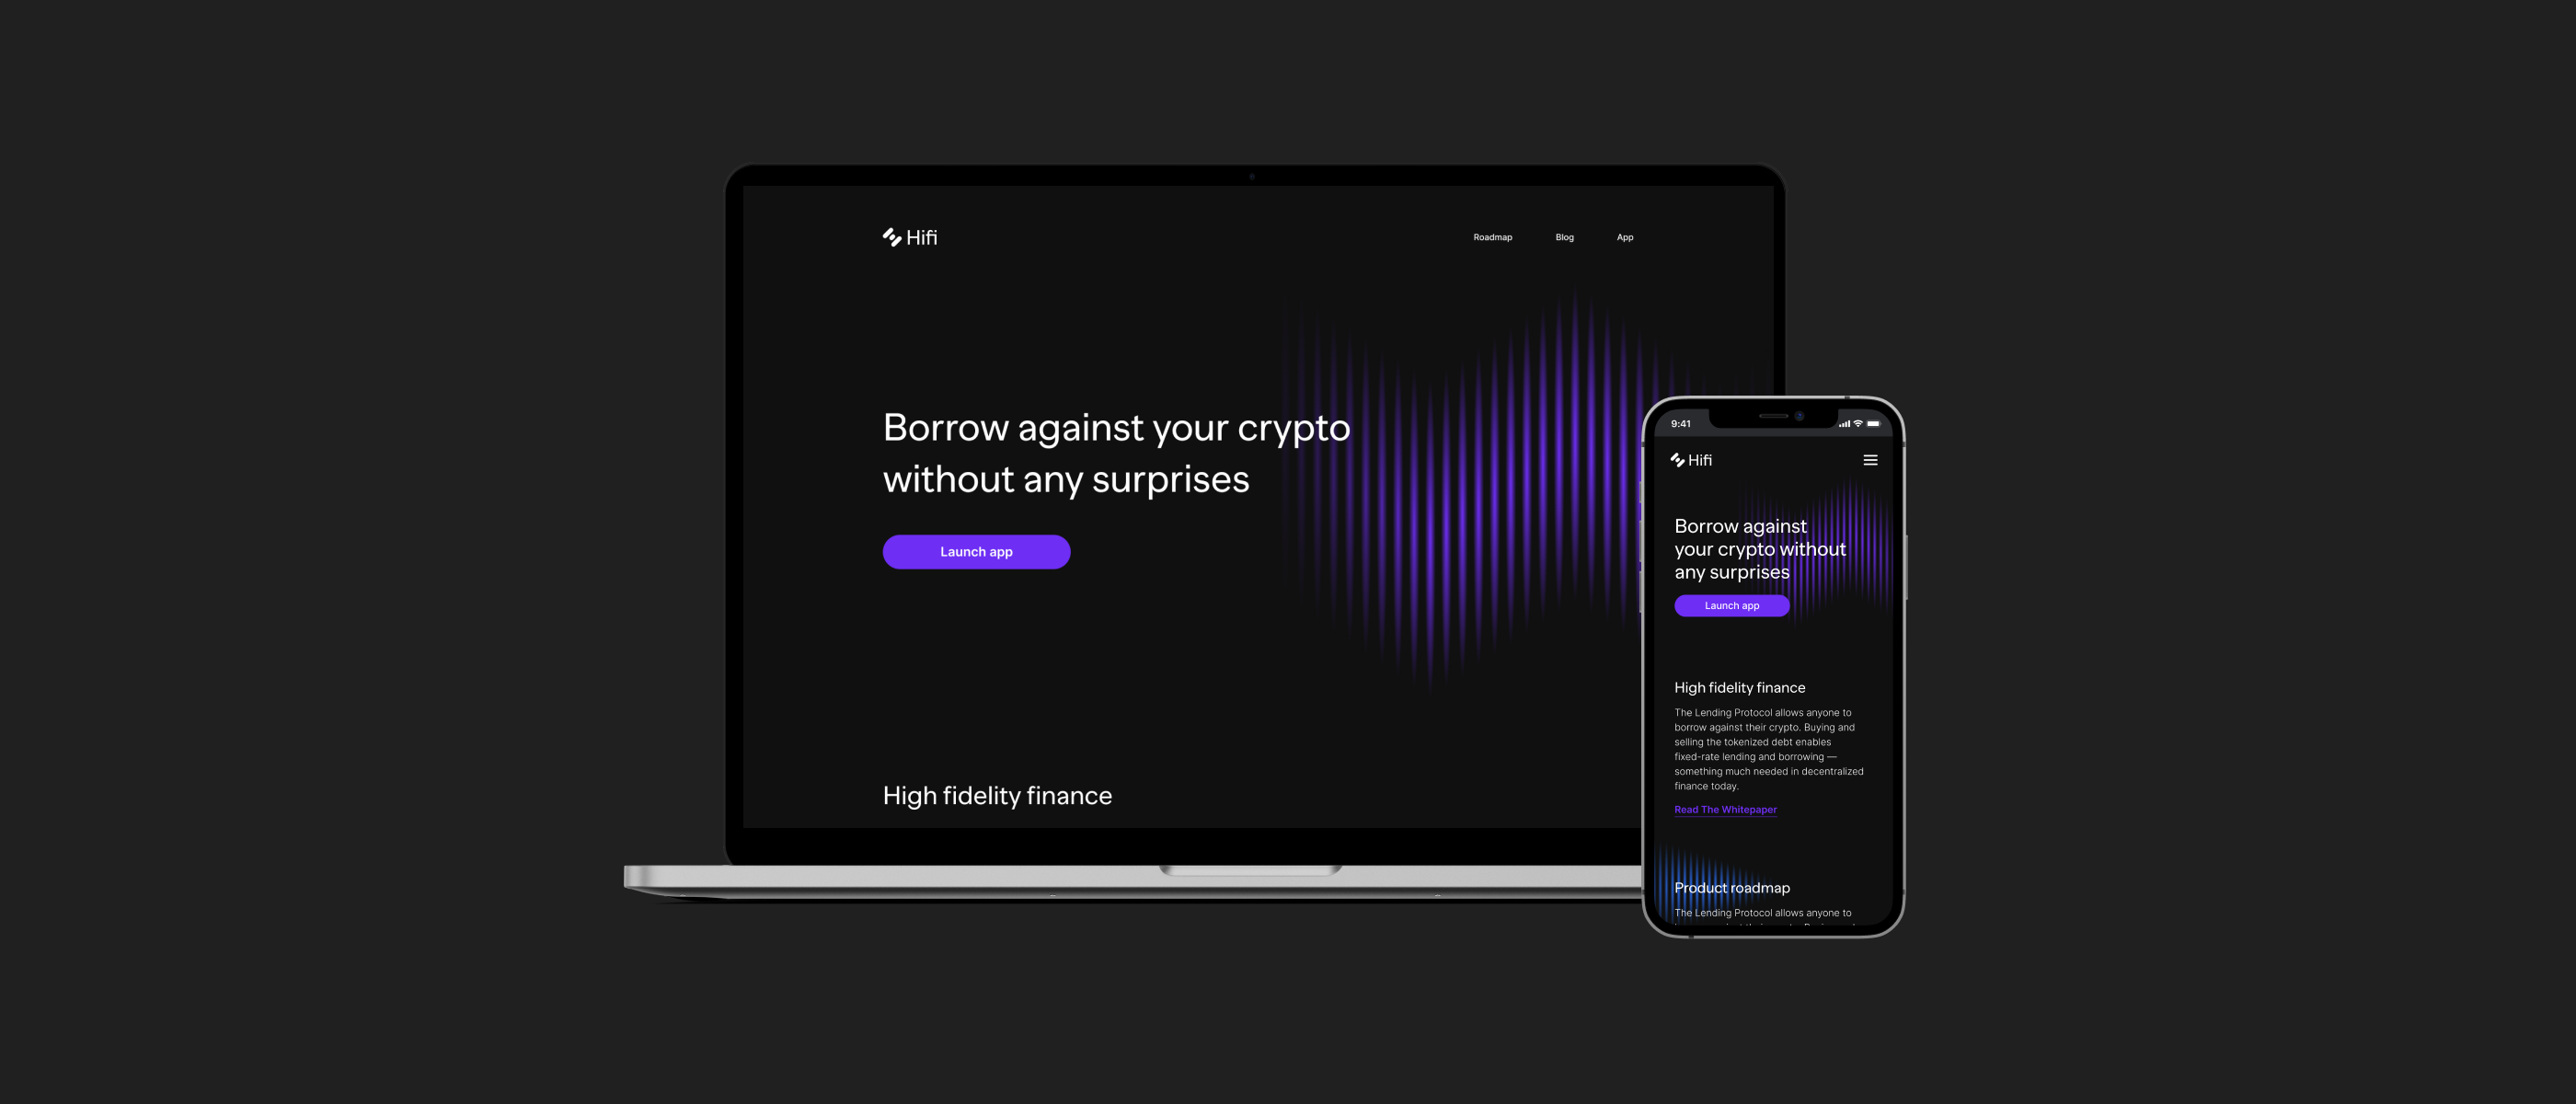 Hifi
Roadmap
Blog
App
Borrow against your crypto
without any surprises
Launch app
High fidelity finance
9:41
Hifi
Borrow against
your crypto without
any surprises
Launch app
High fidelity finance
The Lending Protocol allows anyone to
borrow against their crypto. Buying and
selling the tokenized debt enables
fixed-rate lending and borrowing —
something much needed in decentralized
finance today.
Read The Whitepaper
Product roadmap
The Lending Protocol allows anyone to